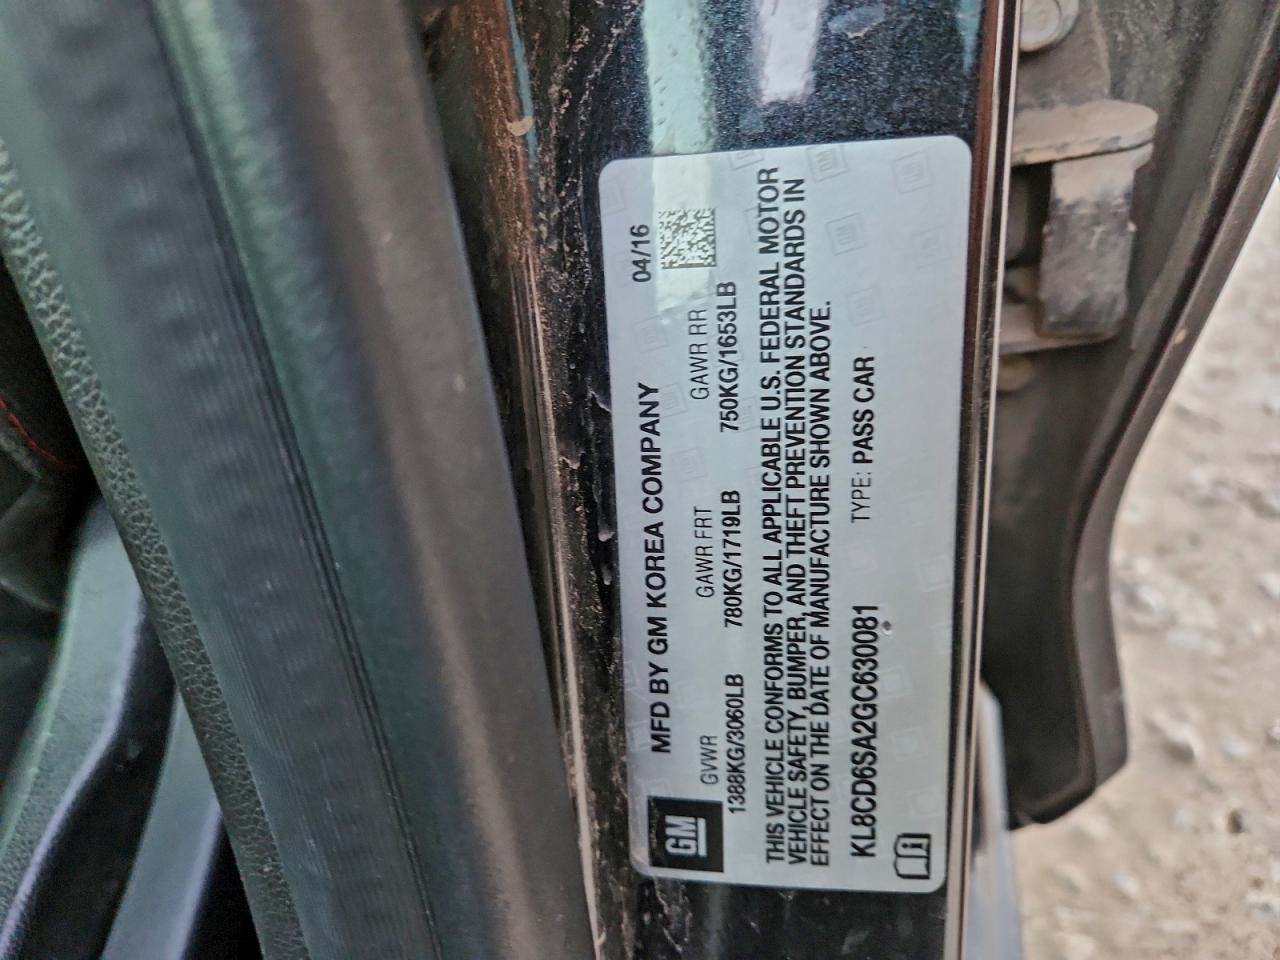 GM
MFD BY GM KOREA COMPANY 04/16
GVWR GAWR FRT GAWR RR
1388KG/3060LB 780KG/1719LB 750KG/1653LB
THIS VEHICLE CONFORMS TO ALL APPLICABLE U.S. FEDERAL MOTOR
VEHICLE SAFETY, BUMPER, AND THEFT PREVENTION STANDARDS IN
EFFECT ON THE DATE OF MANUFACTURE SHOWN ABOVE.
KL8CD6SA2GC630081 TYPE: PASS CAR